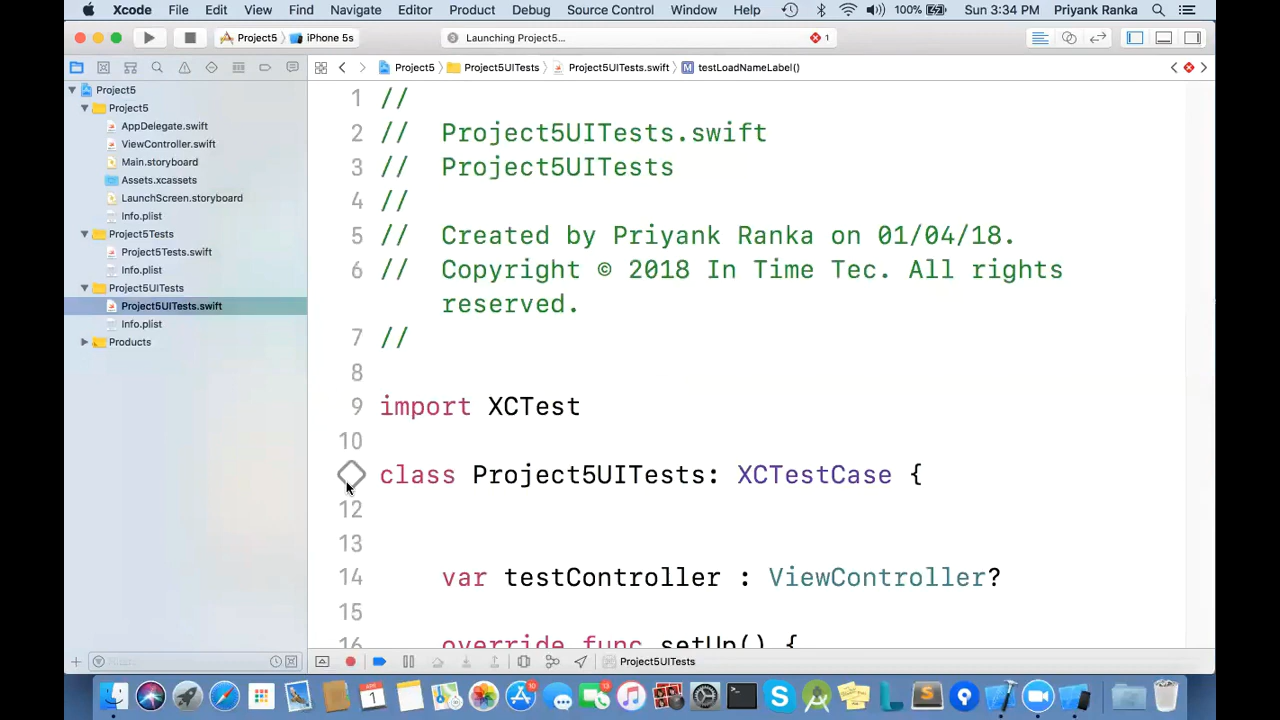 Xcode File Edit View Find Navigate Editor Product Debug Source Control Window Help 100% Sun 3:34 PM Priyank Ranka
Project5 iPhone 5s Launching Project5... 1
Project5 Project5UITests Project5UITests.swift M testLoadNameLabel()
Project5
Project5
AppDelegate.swift
ViewController.swift
Main.storyboard
Assets.xcassets
LaunchScreen.storyboard
Info.plist
Project5Tests
Project5Tests.swift
Info.plist
Project5UITests
Project5UITests.swift
Info.plist
Products
1 //
2 // Project5UITests.swift
3 // Project5UITests
4 //
5 // Created by Priyank Ranka on 01/04/18.
6 // Copyright © 2018 In Time Tec. All rights
reserved.
7 //
8
9 import XCTest
10
class Project5UITests: XCTestCase {
12
13
14 var testController : ViewController?
15
16 override func setUp() {
Project5UITests